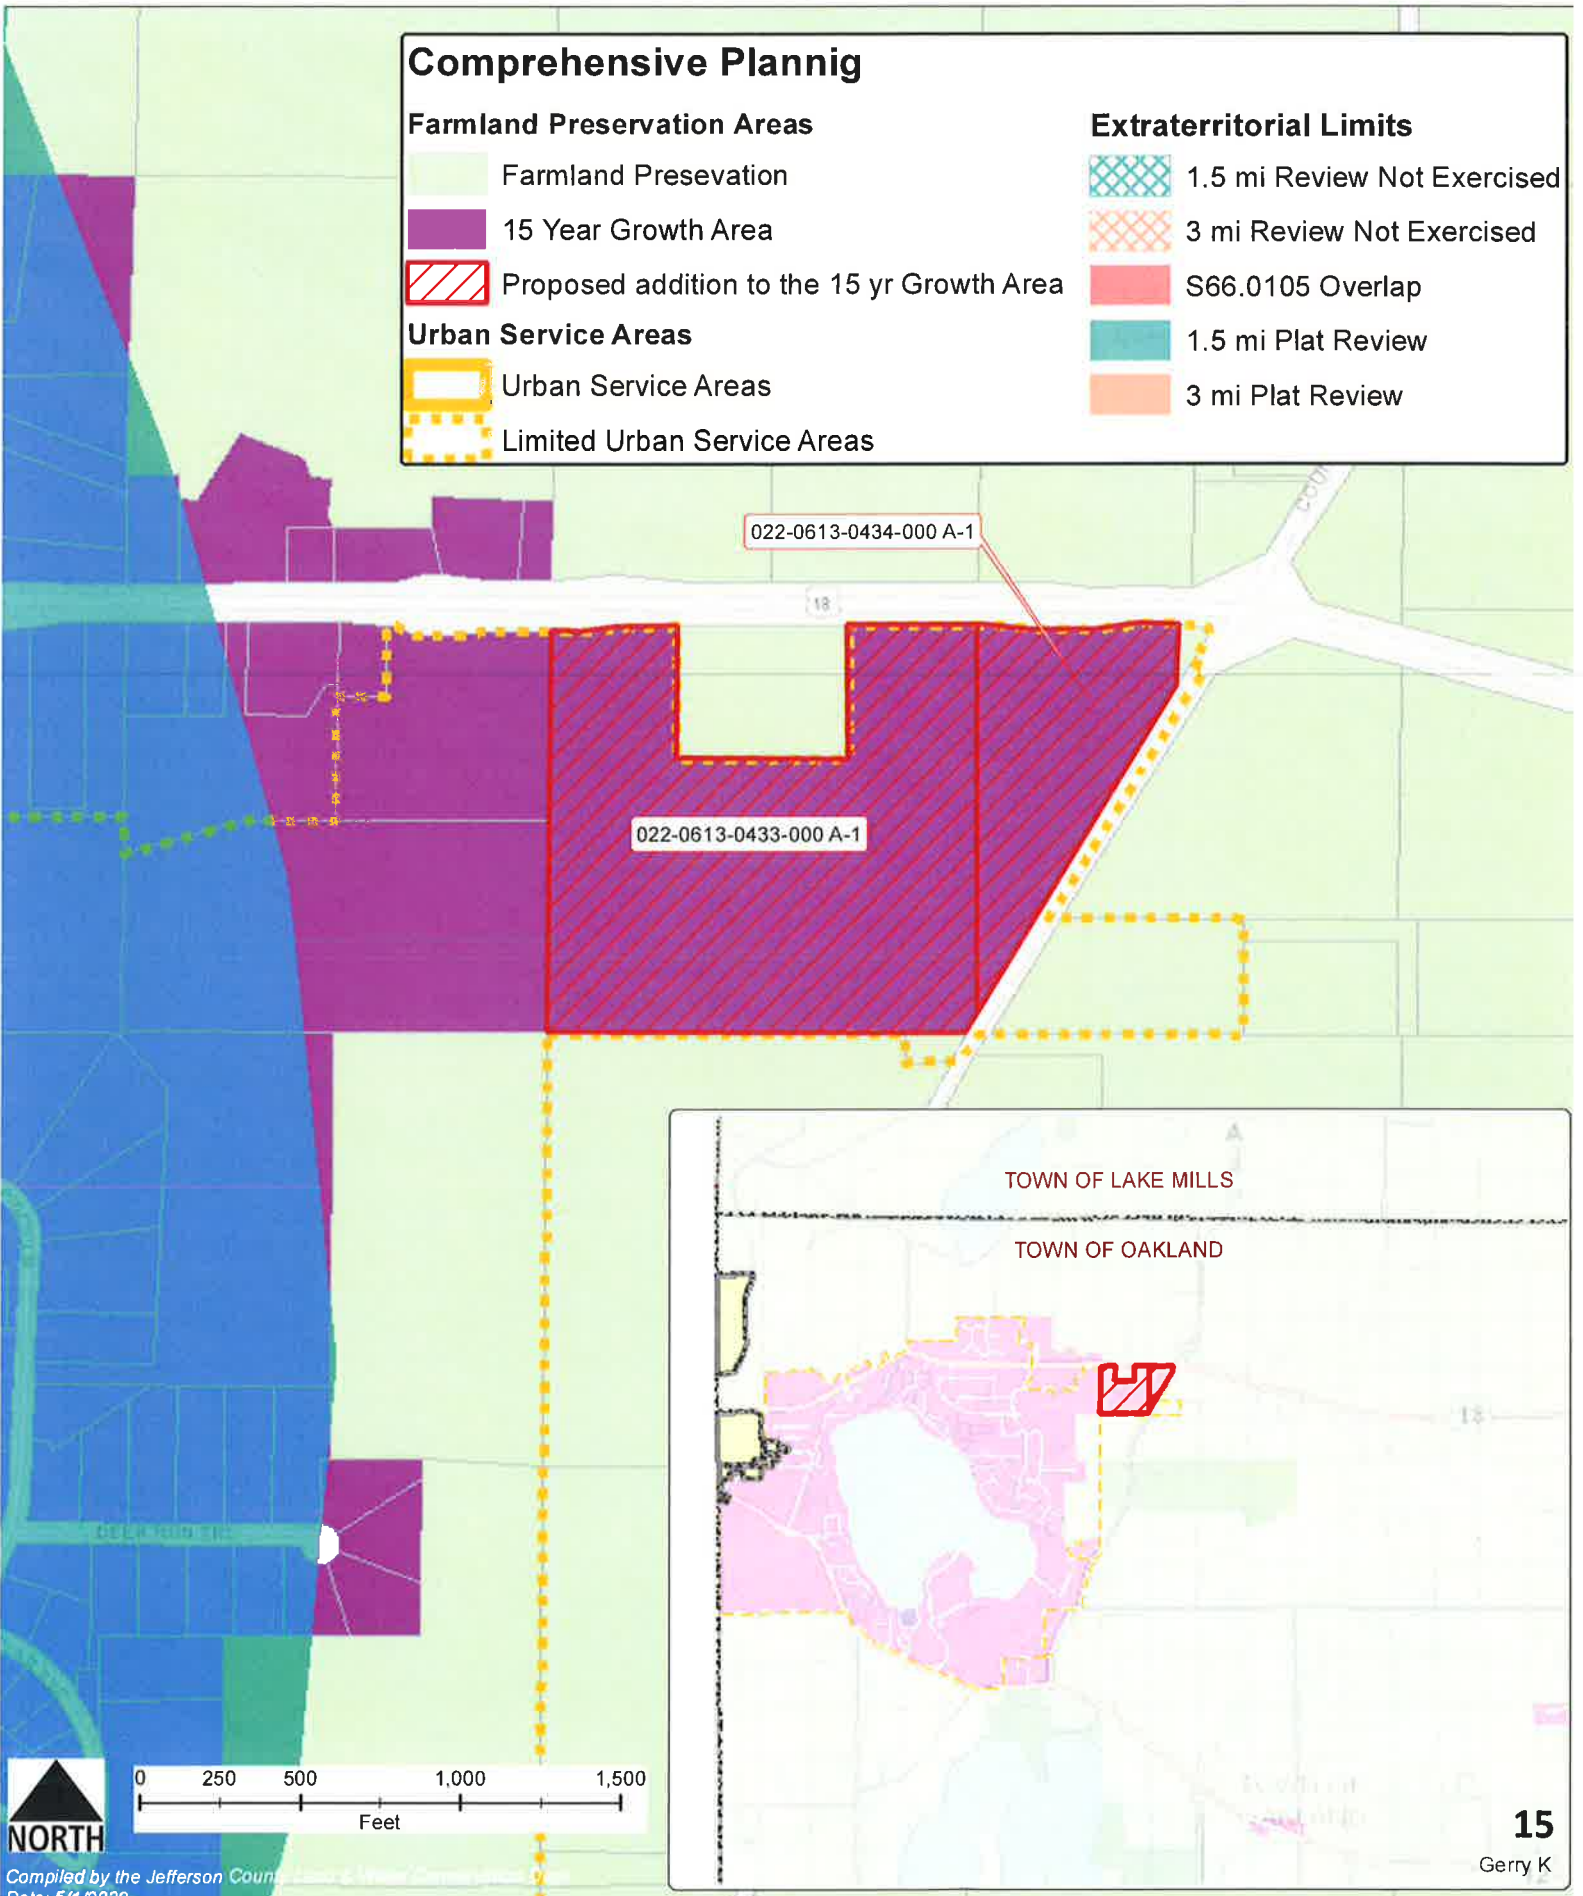 Comprehensive Plannig
Farmland Preservation Areas
Farmland Presevation
15 Year Growth Area
Proposed addition to the 15 yr Growth Area
Urban Service Areas
Urban Service Areas
Limited Urban Service Areas
Extraterritorial Limits
1.5 mi Review Not Exercised
3 mi Review Not Exercised
S66.0105 Overlap
1.5 mi Plat Review
3 mi Plat Review
022-0613-0434-000 A-1
18
022-0613-0433-000 A-1
A
TOWN OF LAKE MILLS
TOWN OF OAKLAND
18
DEER RUN TRL
0 250 500 1,000 1,500
Feet
NORTH
15
Gerry K
Compiled by the Jefferson